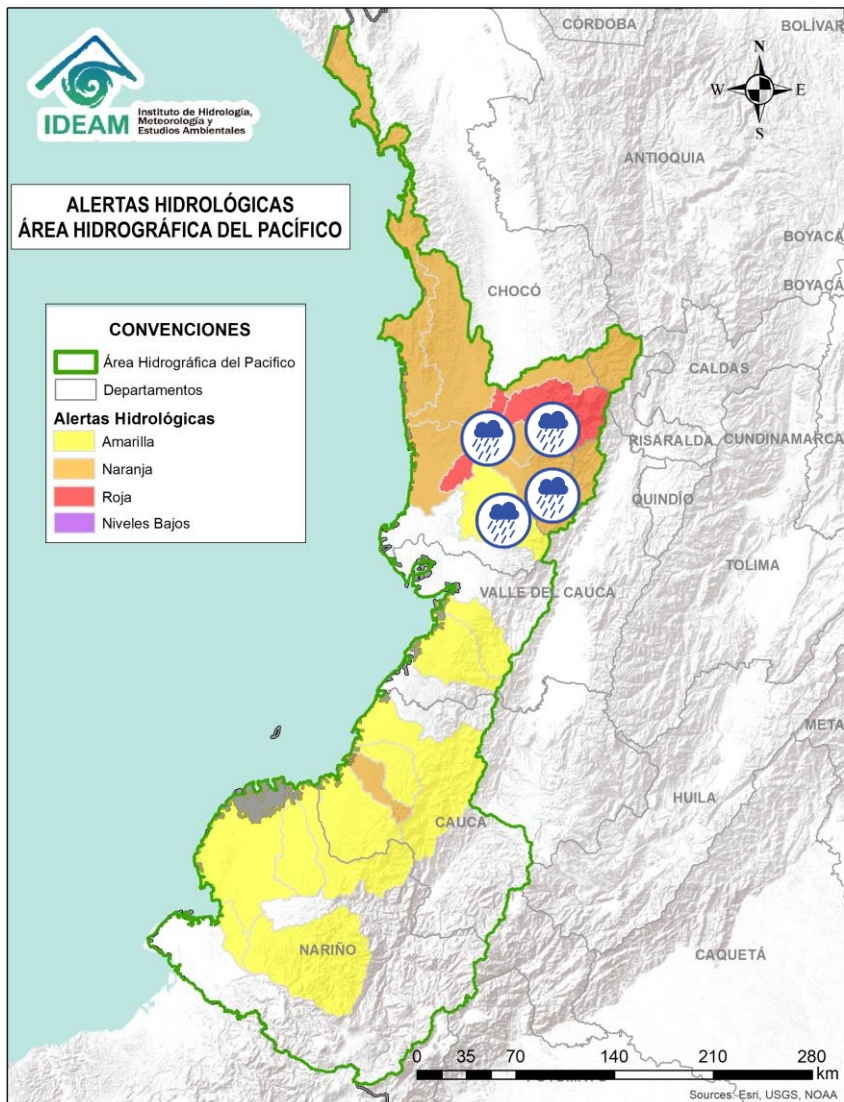 CÓRDOBA
BOLÍVAR
IDEAM
Instituto de Hidrología,
Meteorología y
Estudios Ambientales
N
W
E
S
ANTIOQUIA
ALERTAS HIDROLÓGICAS
ÁREA HIDROGRÁFICA DEL PACÍFICO
BOYACÁ
CHOCÓ
BOYACÁ
CONVENCIONES
Área Hidrográfica del Pacifico
Departamentos
Alertas Hidrológicas
Amarilla
Naranja
Roja
Niveles Bajos
CALDAS
RISARALDA
CUNDINAMARCA
QUINDÍO
TOLIMA
VALLE DEL CAUCA
META
HUILA
CAUCA
NARIÑO
CAQUETÁ
0 35 70 140 210 280
km
Sources: Esri, USGS, NOAA